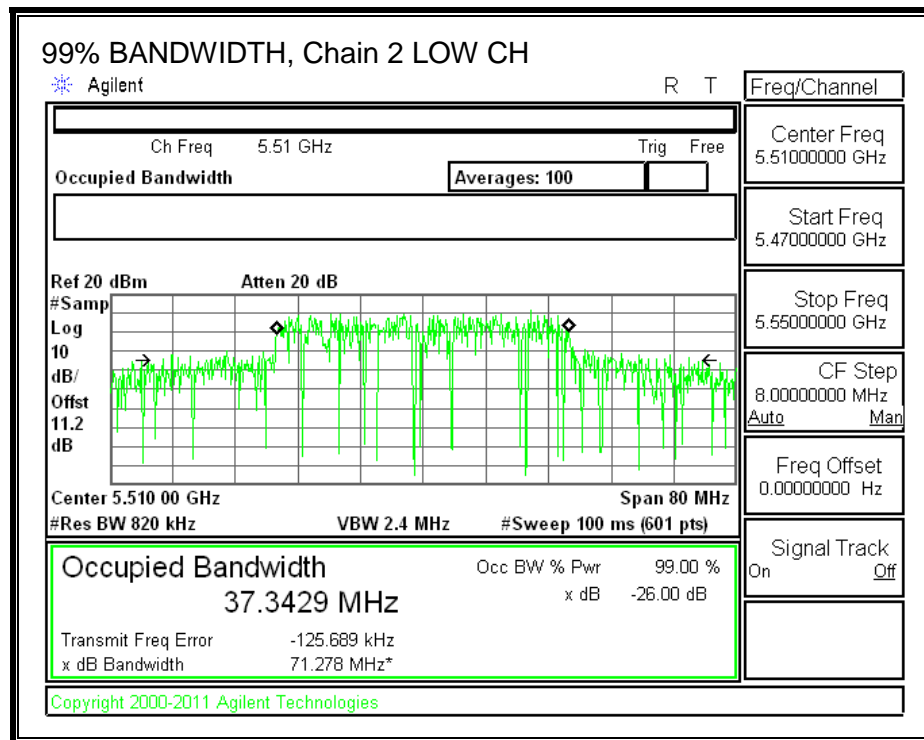 99% BANDWIDTH, Chain 2 LOW CH
Agilent R T
Ch Freq 5.51 GHz Trig Free
Occupied Bandwidth Averages: 100
Ref 20 dBm Atten 20 dB
#Samp
Log
10
dB/
Offst
11.2
dB
Center 5.510 00 GHz Span 80 MHz
#Res BW 820 kHz VBW 2.4 MHz #Sweep 100 ms (601 pts)
Occupied Bandwidth Occ BW % Pwr 99.00 %
37.3429 MHz x dB -26.00 dB
Transmit Freq Error -125.689 kHz
x dB Bandwidth 71.278 MHz*
Copyright 2000-2011 Agilent Technologies
Freq/Channel
Center Freq
5.51000000 GHz
Start Freq
5.47000000 GHz
Stop Freq
5.55000000 GHz
CF Step
8.00000000 MHz
Auto Man
Freq Offset
0.00000000 Hz
Signal Track
On Off